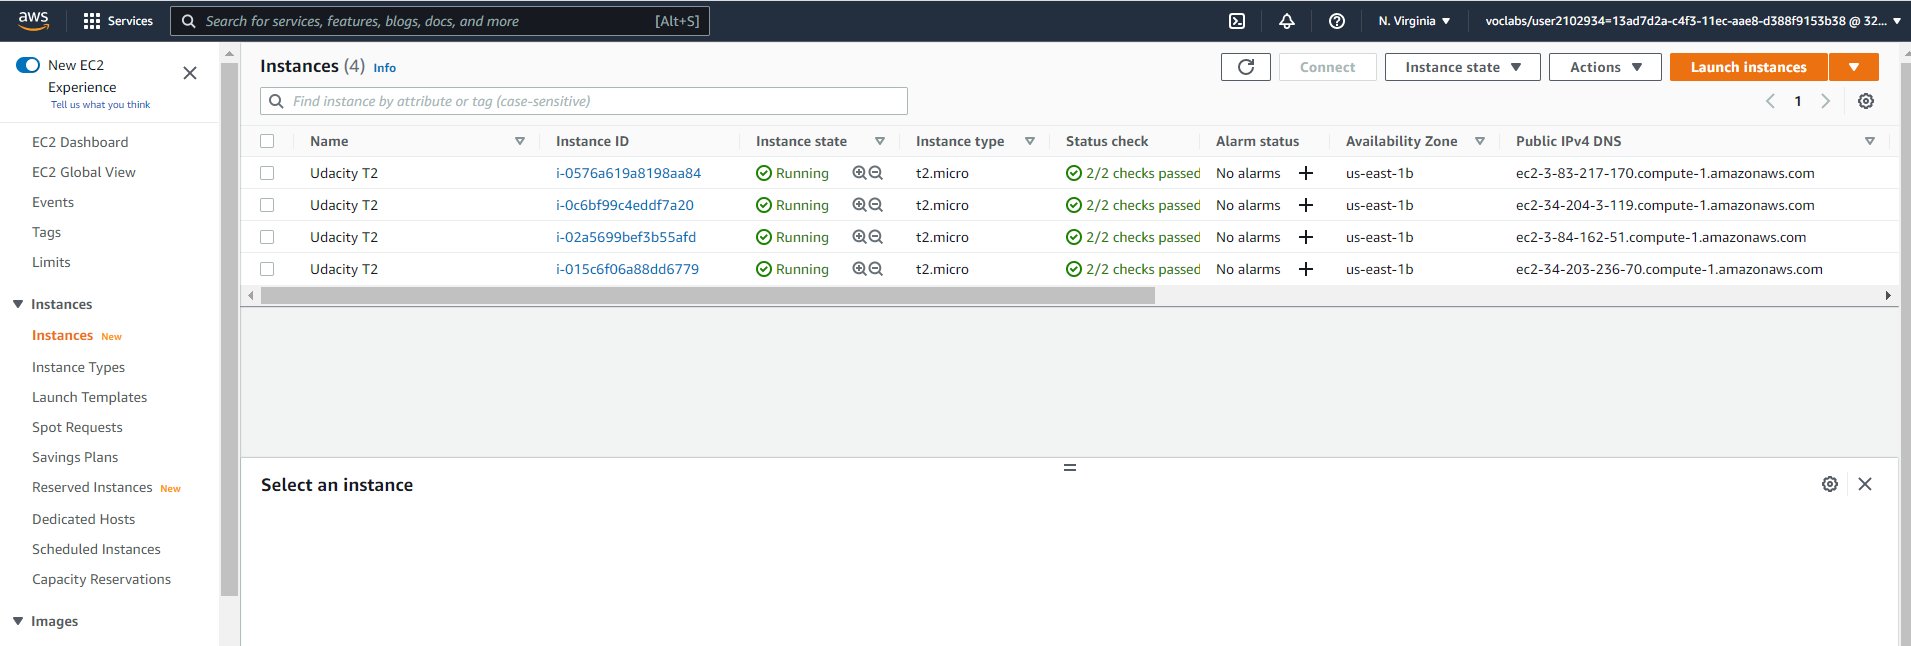 aws Services Search for services, features, blogs, docs, and more [Alt+S] N. Virginia voclabs/user2102934=13ad7d2a-c4f3-11ec-aae8-d388f9153b38 @ 32...
New EC2
Experience
Tell us what you think
EC2 Dashboard
EC2 Global View
Events
Tags
Limits
Instances
Instances New
Instance Types
Launch Templates
Spot Requests
Savings Plans
Reserved Instances New
Dedicated Hosts
Scheduled Instances
Capacity Reservations
Images
Instances (4) Info Connect Instance state Actions Launch instances
Find instance by attribute or tag (case-sensitive) 1
Name Instance ID Instance state Instance type Status check Alarm status Availability Zone Public IPv4 DNS
Udacity T2 i-0576a619a8198aa84 Running t2.micro 2/2 checks passed No alarms + us-east-1b ec2-3-83-217-170.compute-1.amazonaws.com
Udacity T2 i-0c6bf99c4eddf7a20 Running t2.micro 2/2 checks passed No alarms + us-east-1b ec2-34-204-3-119.compute-1.amazonaws.com
Udacity T2 i-02a5699bef3b55afd Running t2.micro 2/2 checks passed No alarms + us-east-1b ec2-3-84-162-51.compute-1.amazonaws.com
Udacity T2 i-015c6f06a88dd6779 Running t2.micro 2/2 checks passed No alarms + us-east-1b ec2-34-203-236-70.compute-1.amazonaws.com
Select an instance